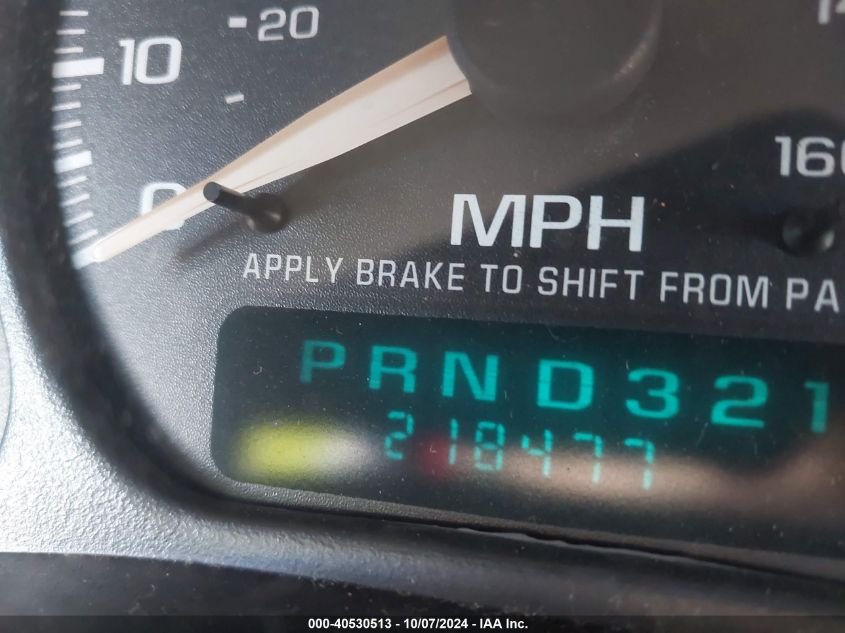 20
10
0
160
MPH
APPLY BRAKE TO SHIFT FROM PA
PRND321
218477
000-40530513 - 10/07/2024 - IAA Inc.